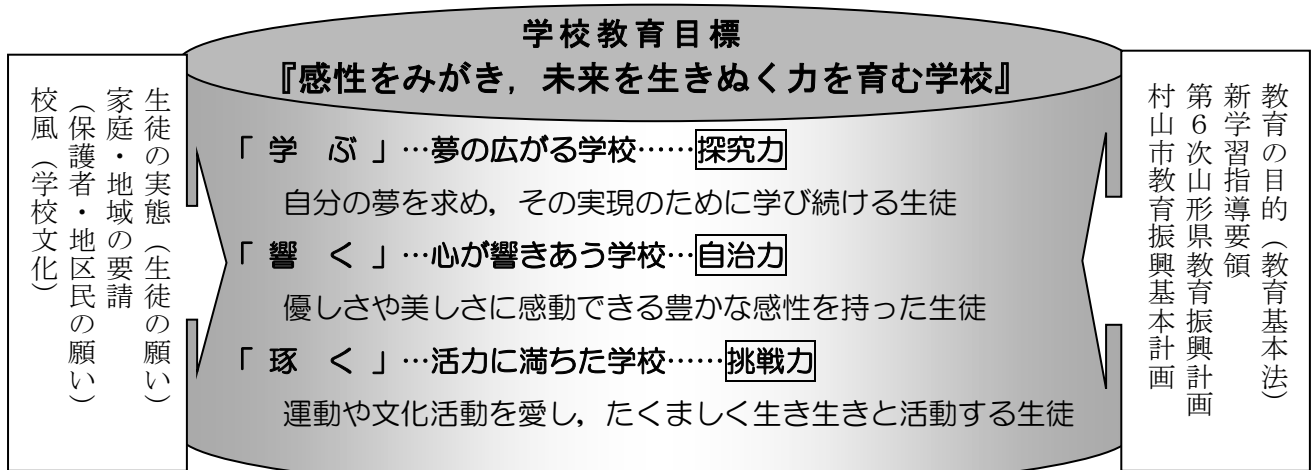 学校教育目標
『感性をみがき，未来を生きぬく力を育む学校』
「 学　ぶ 」…夢の広がる学校……探究力
自分の夢を求め，その実現のために学び続ける生徒
「 響　く 」…心が響きあう学校…自治力
優しさや美しさに感動できる豊かな感性を持った生徒
「 琢　く 」…活力に満ちた学校……挑戦力
運動や文化活動を愛し，たくましく生き生きと活動する生徒
生徒の実態（生徒の願い）
家庭・地域の要請
（保護者・地区民の願い）
校風（学校文化）
教育の目的（教育基本法）
新学習指導要領
第６次山形県教育振興計画
村山市教育振興基本計画